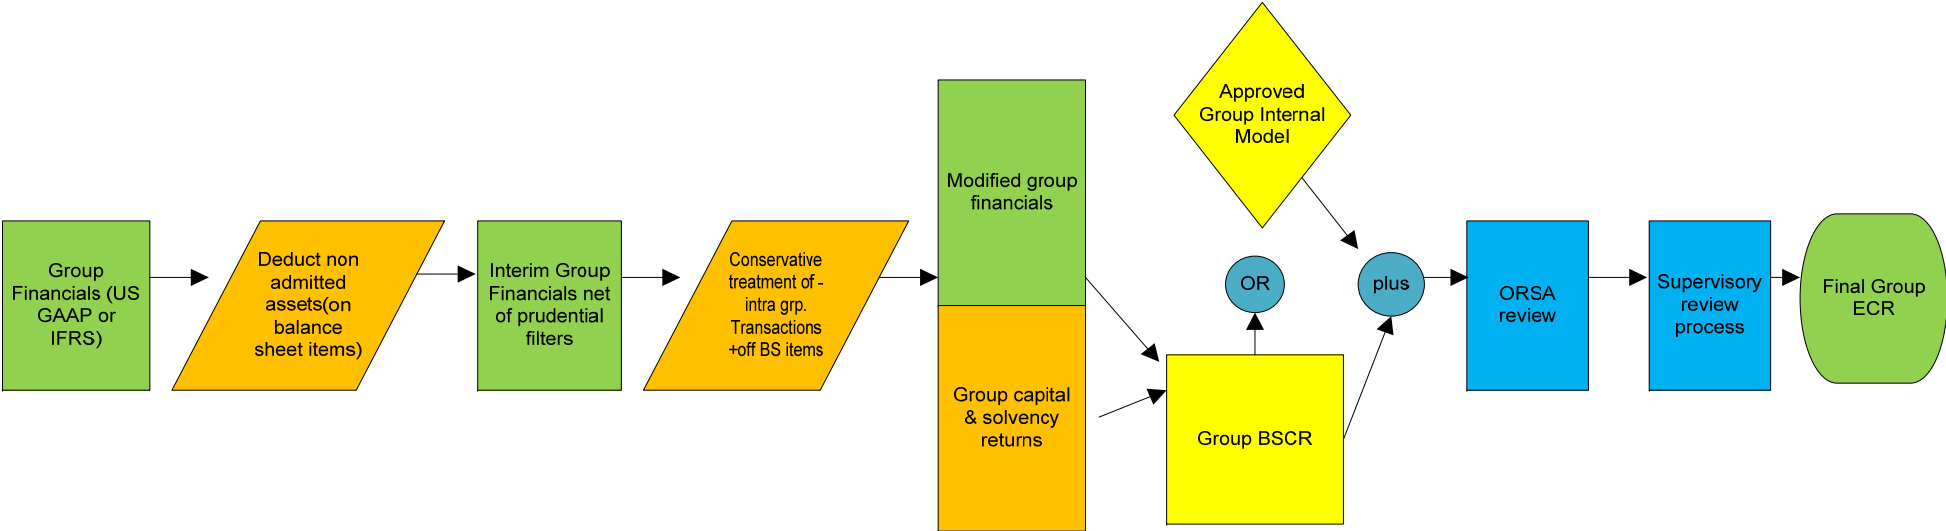 Group
Financials (US
GAAP or
IFRS)
Deduct non
admitted
assets(on
balance
sheet items)
Interim Group
Financials net
of prudential
filters
Conservative
treatment of -
intra grp.
Transactions
+off BS items
Modified group
financials
Group capital
& solvency
returns
Approved
Group Internal
Model
OR
Group BSCR
plus
ORSA
review
Supervisory
review
process
Final Group
ECR